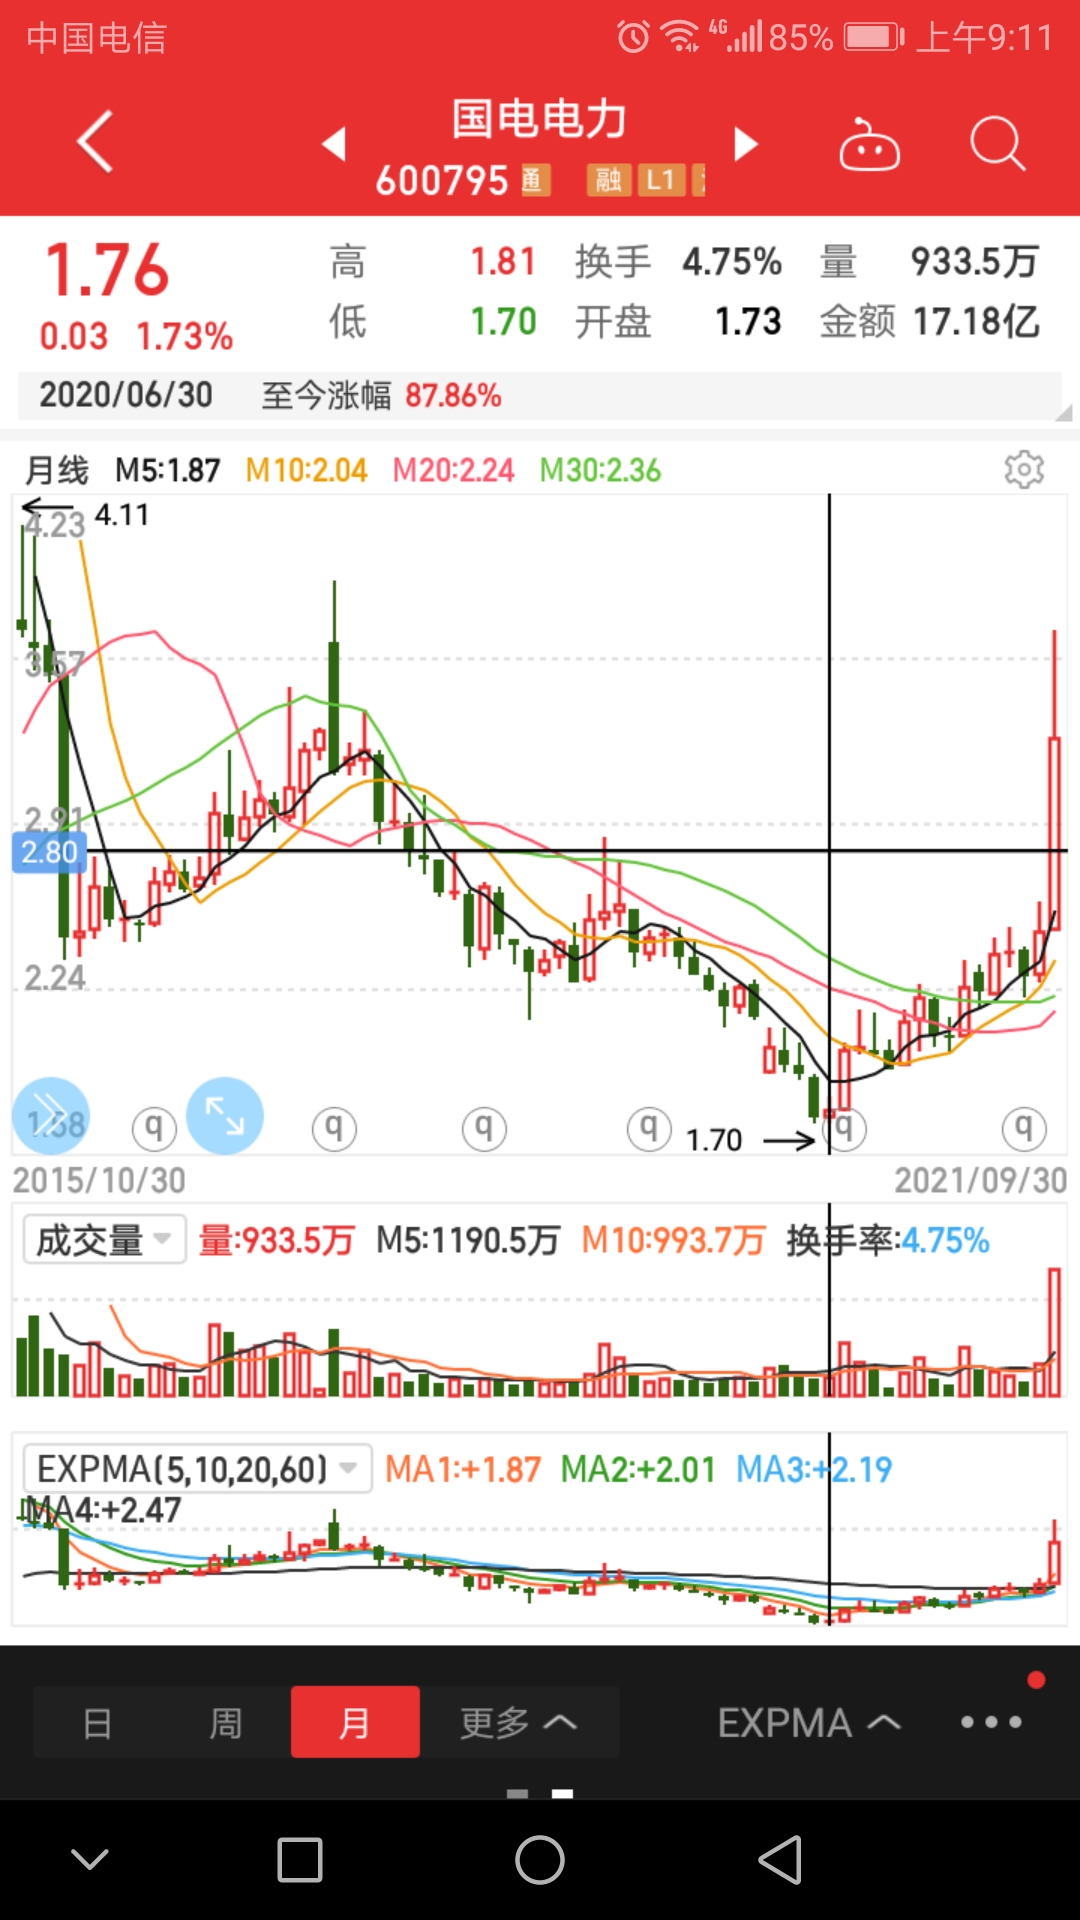 中国电信 4G 85% 上午9:11
国电电力
600795 通 融 L1
1.76 高 1.81 换手 4.75% 量 933.5万
0.03 1.73% 低 1.70 开盘 1.73 金额 17.18亿
2020/06/30 至今涨幅 87.86%
月线 M5:1.87 M10:2.04 M20:2.24 M30:2.36
4.11
4.23
3.57
2.91
2.80
2.24
1.58 q q q q q q
1.70
2015/10/30 2021/09/30
成交量 量:933.5万 M5:1190.5万 M10:993.7万 换手率:4.75%
EXPMA(5,10,20,60) MA1:+1.87 MA2:+2.01 MA3:+2.19
MA4:+2.47
日 周 月 更多 EXPMA